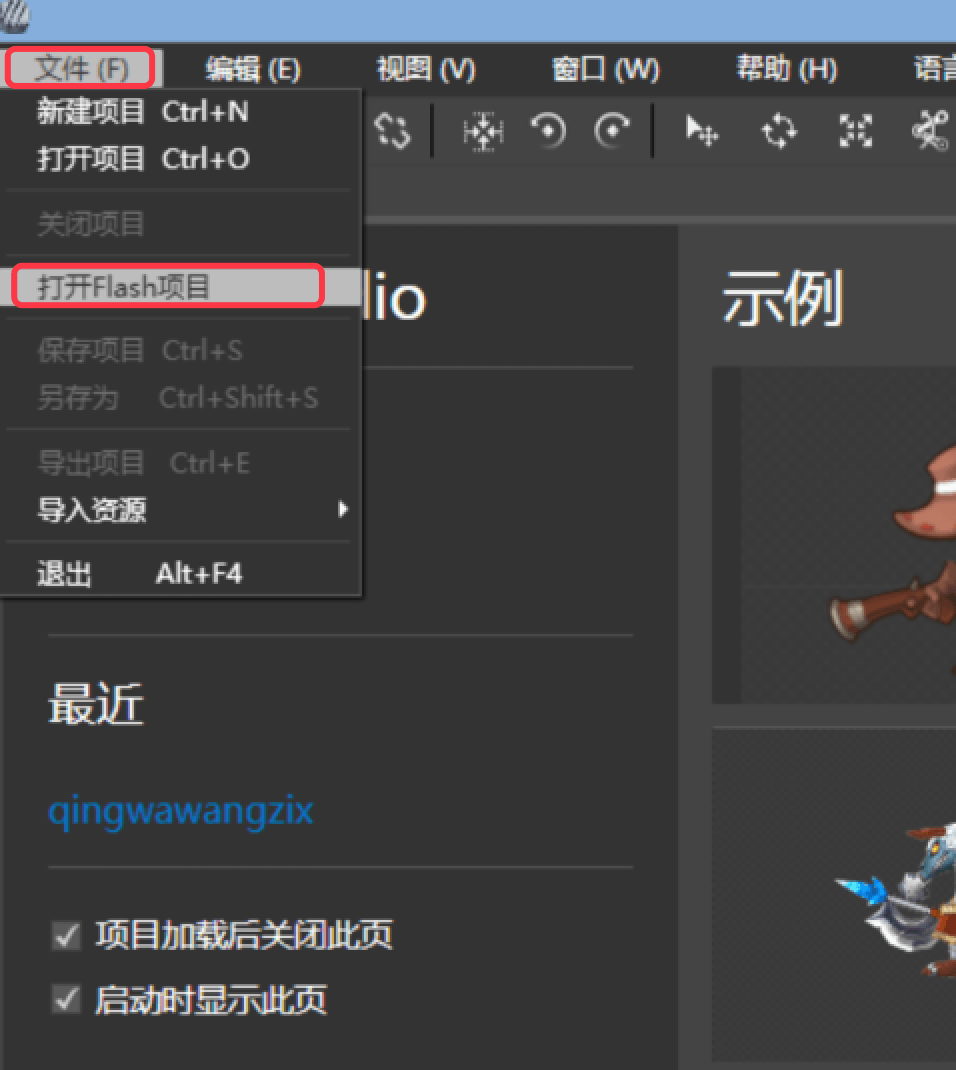 文件 (F) 编辑 (E) 视图 (V) 窗口 (W) 帮助 (H) 语言
新建项目 Ctrl+N
打开项目 Ctrl+O
关闭项目
打开Flash项目
保存项目 Ctrl+S
另存为 Ctrl+Shift+S
导出项目 Ctrl+E
导入资源
退出 Alt+F4
lio
示例
最近
qingwawangzix
项目加载后关闭此页
启动时显示此页